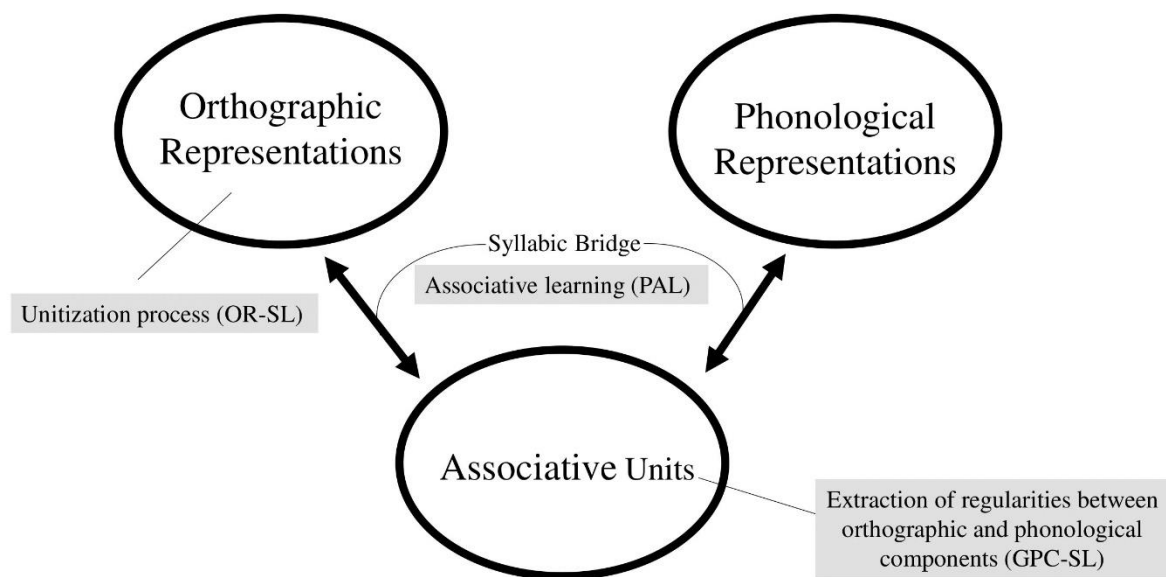 Orthographic
Representations
Phonological
Representations
Syllabic Bridge
Associative learning (PAL)
Unitization process (OR-SL)
Associative Units
Extraction of regularities between
orthographic and phonological
components (GPC-SL)